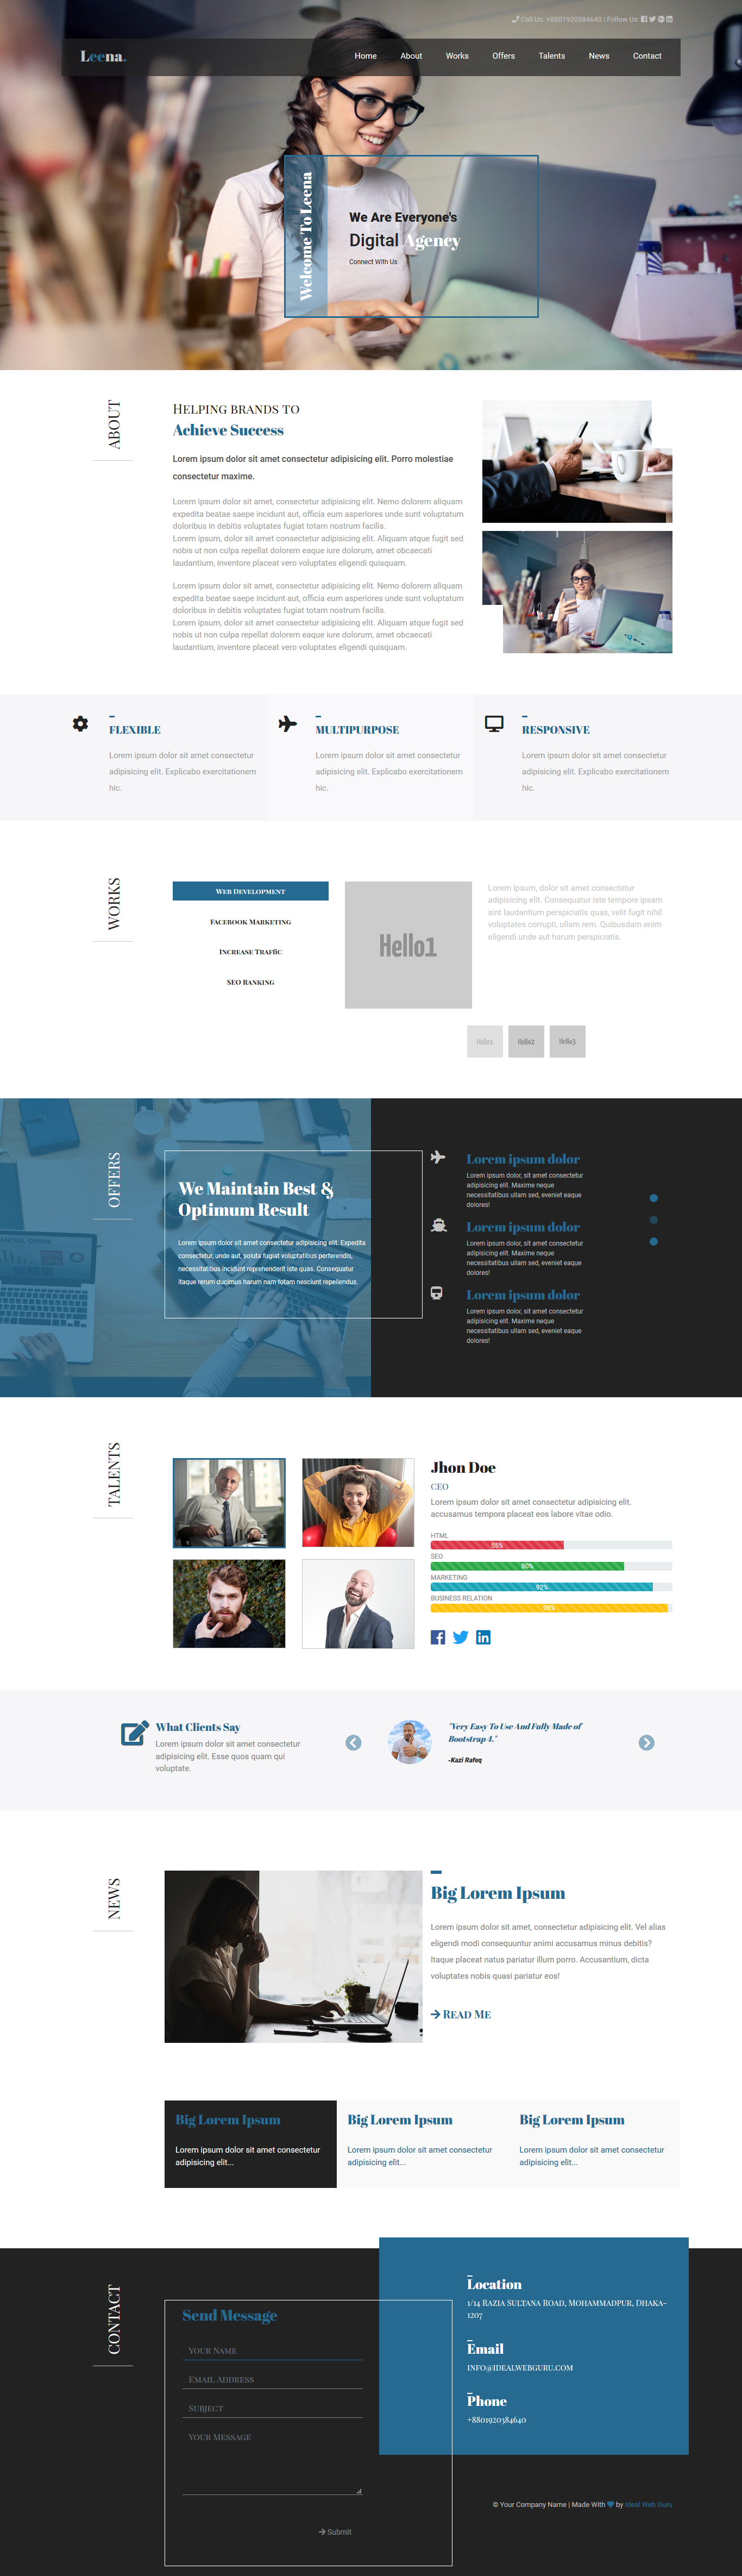 Call Us: +8801920384640 | Follow Us:
Leena.
Home About Works Offers Talents News Contact
Welcome To Leena
We Are Everyone's
Digital Agency
Connect With Us
ABOUT
Helping brands to
Achieve Success
Lorem ipsum dolor sit amet consectetur adipisicing elit. Porro molestiae
consectetur maxime.
Lorem ipsum dolor sit amet, consectetur adipisicing elit. Nemo dolorem aliquam
expedita beatae saepe incidunt aut, officia eum asperiores unde sunt voluptatum
doloribus in debitis voluptates fugiat totam nostrum facilis.
Lorem ipsum, dolor sit amet consectetur adipisicing elit. Aliquam atque fugit sed
nobis ut non culpa repellat dolorem eaque iure dolorum, amet obcaecati
laudantium, inventore placeat vero voluptates eligendi quisquam.
Lorem ipsum dolor sit amet, consectetur adipisicing elit. Nemo dolorem aliquam
expedita beatae saepe incidunt aut, officia eum asperiores unde sunt voluptatum
doloribus in debitis voluptates fugiat totam nostrum facilis.
Lorem ipsum, dolor sit amet consectetur adipisicing elit. Aliquam atque fugit sed
nobis ut non culpa repellat dolorem eaque iure dolorum, amet obcaecati
laudantium, inventore placeat vero voluptates eligendi quisquam.
FLEXIBLE
Lorem ipsum dolor sit amet consectetur
adipisicing elit. Explicabo exercitationem
hic.
MULTIPURPOSE
Lorem ipsum dolor sit amet consectetur
adipisicing elit. Explicabo exercitationem
hic.
RESPONSIVE
Lorem ipsum dolor sit amet consectetur
adipisicing elit. Explicabo exercitationem
hic.
WORKS
Web Development
Facebook Marketing
Increase Traffic
SEO Ranking
Hello1
Lorem ipsum, dolor sit amet consectetur
adipisicing elit. Consequatur iste tempore ipsam
sint laudantium perspiciatis quas, velit fugit nihil
voluptates corrupti, ullam rem. Quibusdam enim
eligendi unde aut harum perspiciatis.
Hello1 Hello2 Hello3
OFFERS
We Maintain Best &
Optimum Result
Lorem ipsum dolor sit amet consectetur adipisicing elit. Expedita
consectetur, unde aut, soluta fugiat voluptatibus perferendis,
necessitatibus incidunt reprehenderit iste quas. Consequatur
itaque rerum ducimus harum nam totam nesciunt repellendus.
Lorem ipsum dolor
Lorem ipsum dolor, sit amet consectetur
adipisicing elit. Maxime neque
necessitatibus ullam sed, eveniet eaque
dolores!
Lorem ipsum dolor
Lorem ipsum dolor, sit amet consectetur
adipisicing elit. Maxime neque
necessitatibus ullam sed, eveniet eaque
dolores!
Lorem ipsum dolor
Lorem ipsum dolor, sit amet consectetur
adipisicing elit. Maxime neque
necessitatibus ullam sed, eveniet eaque
dolores!
TALENTS
Jhon Doe
CEO
Lorem ipsum dolor sit amet consectetur adipisicing elit.
accusamus tempora placeat eos labore vitae odio.
HTML
55%
SEO
80%
MARKETING
92%
BUSINESS RELATION
98%
What Clients Say
Lorem ipsum dolor sit amet consectetur
adipisicing elit. Esse quos quam qui
voluptate.
"Very Easy To Use And Fully Made of
Bootstrap 4."
-Kazi Rafeq
NEWS
Big Lorem Ipsum
Lorem ipsum dolor sit amet, consectetur adipisicing elit. Vel alias
eligendi modi consequuntur animi accusamus minus debitis?
Itaque placeat natus pariatur illum porro. Accusantium, dicta
voluptates nobis quasi pariatur eos!
Read Me
Big Lorem Ipsum
Lorem ipsum dolor sit amet consectetur
adipisicing elit...
Big Lorem Ipsum
Lorem ipsum dolor sit amet consectetur
adipisicing elit...
Big Lorem Ipsum
Lorem ipsum dolor sit amet consectetur
adipisicing elit...
CONTACT
Send Message
Your Name
Email Address
Subject
Your Message
Submit
Location
1/14 Razia Sultana Road, Mohammadpur, Dhaka-
1207
Email
info@idealwebguru.com
Phone
+8801920384640
© Your Company Name | Made With by Ideal Web Guru